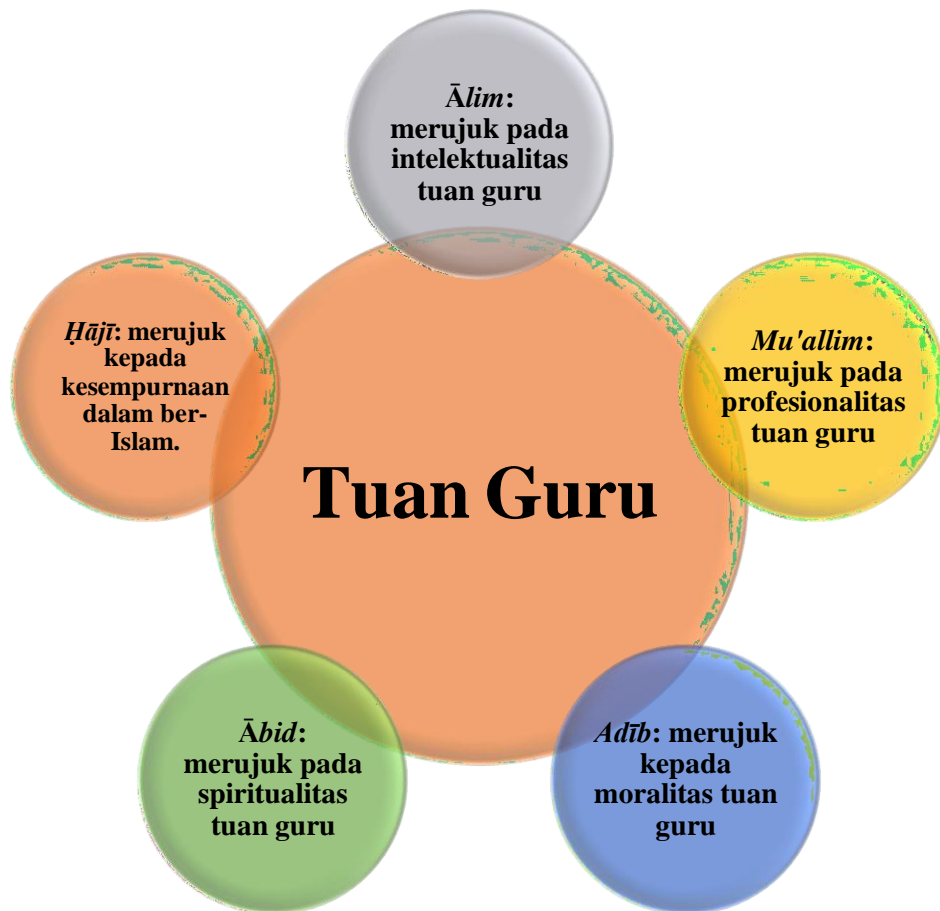 Ālim:
merujuk pada
intelektualitas
tuan guru
Ḥājī: merujuk
kepada
kesempurnaan
dalam ber-
Islam.
Mu'allim:
merujuk pada
profesionalitas
tuan guru
Tuan Guru
Ābid:
merujuk pada
spiritualitas
tuan guru
Adīb: merujuk
kepada
moralitas tuan
guru